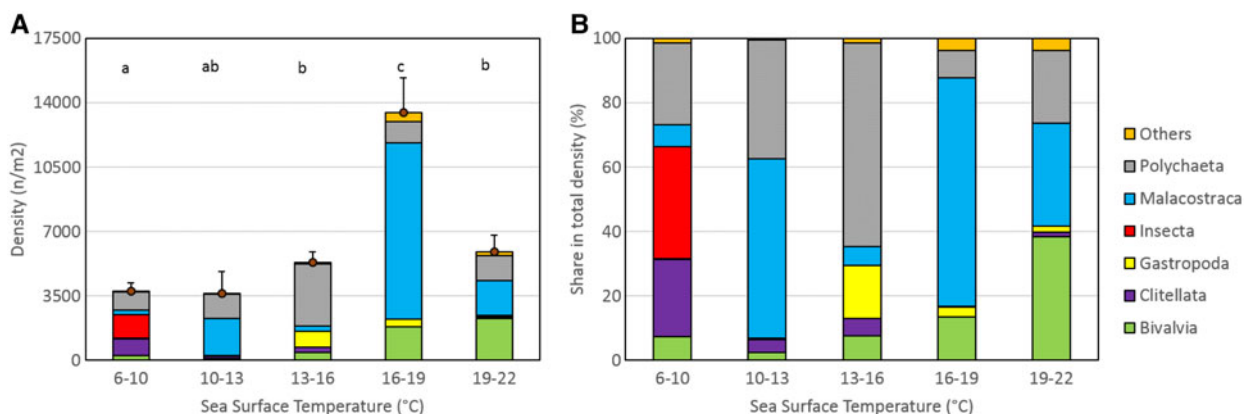 A
17500
14000
10500
7000
3500
0
Density (n/m2)
a ab b c b
6-10 10-13 13-16 16-19 19-22
Sea Surface Temperature (°C)
B
100
80
60
40
20
0
Share in total density (%)
6-10 10-13 13-16 16-19 19-22
Sea Surface Temperature (°C)
Others
Polychaeta
Malacostraca
Insecta
Gastropoda
Clitellata
Bivalvia